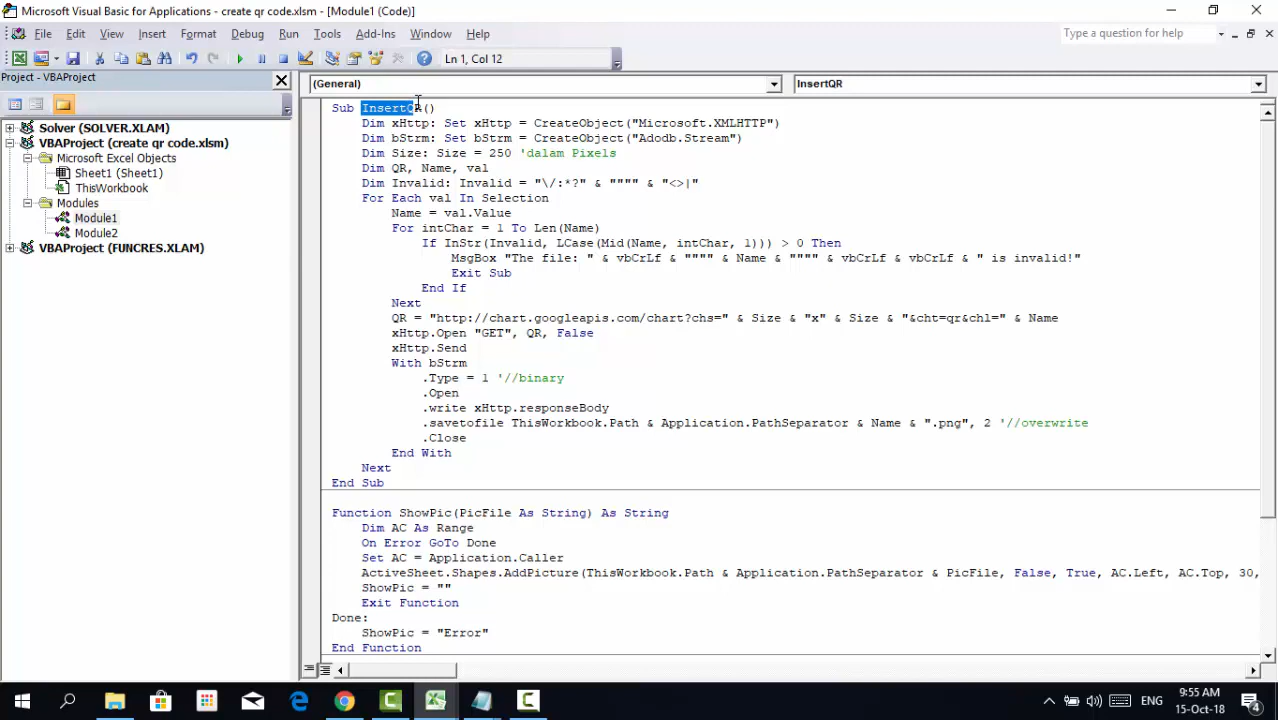 Microsoft Visual Basic for Applications - create qr code.xlsm - [Module1 (Code)]
File Edit View Insert Format Debug Run Tools Add-Ins Window Help
Type a question for help
Ln 1, Col 12
Project - VBAProject
(General)
InsertQR
Solver (SOLVER.XLAM)
VBAProject (create qr code.xlsm)
Microsoft Excel Objects
Sheet1 (Sheet1)
ThisWorkbook
Modules
Module1
Module2
VBAProject (FUNCRES.XLAM)
Sub InsertQR()
Dim xHttp: Set xHttp = CreateObject("Microsoft.XMLHTTP")
Dim bStrm: Set bStrm = CreateObject("Adodb.Stream")
Dim Size: Size = 250 'dalam Pixels
Dim QR, Name, val
Dim Invalid: Invalid = "\/:*?" & """" & "<>|"
For Each val In Selection
Name = val.Value
For intChar = 1 To Len(Name)
If InStr(Invalid, LCase(Mid(Name, intChar, 1))) > 0 Then
MsgBox "The file: " & vbCrLf & """" & Name & """" & vbCrLf & vbCrLf & " is invalid!"
Exit Sub
End If
Next
QR = "http://chart.googleapis.com/chart?chs=" & Size & "x" & Size & "&cht=qr&chl=" & Name
xHttp.Open "GET", QR, False
xHttp.Send
With bStrm
.Type = 1 '//binary
.Open
.write xHttp.responseBody
.savetofile ThisWorkbook.Path & Application.PathSeparator & Name & ".png", 2 '//overwrite
.Close
End With
Next
End Sub
Function ShowPic(PicFile As String) As String
Dim AC As Range
On Error GoTo Done
Set AC = Application.Caller
ActiveSheet.Shapes.AddPicture(ThisWorkbook.Path & Application.PathSeparator & PicFile, False, True, AC.Left, AC.Top, 30,
ShowPic = ""
Exit Function
Done:
ShowPic = "Error"
End Function
ENG
9:55 AM
15-Oct-18
4